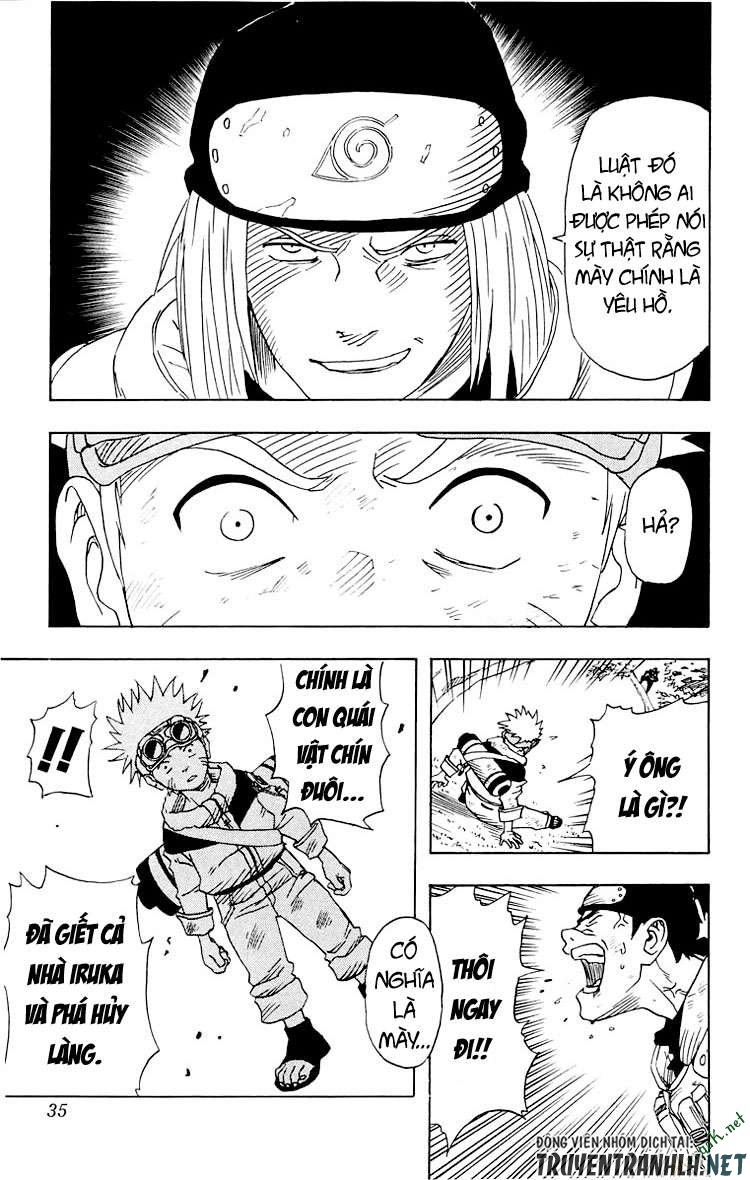 LUẬT ĐÓ
LÀ KHÔNG AI
ĐƯỢC PHÉP NÓI
SỰ THẬT RẰNG
MÀY CHÍNH LÀ
YÊU HỒ.
HẢ?
Ý ÔNG
LÀ GÌ?!
THÔI
NGAY
ĐI!!
CÓ
NGHĨA
LÀ
MÀY...
CHÍNH LÀ
CON QUÁI
VẬT CHÍN
ĐUÔI...
!!
ĐÃ GIẾT CẢ
NHÀ IRUKA
VÀ PHÁ HỦY
LÀNG.
35
ĐỘNG VIÊN NHÓM DỊCH TẠI:
TRUYENTRANHLH.NET